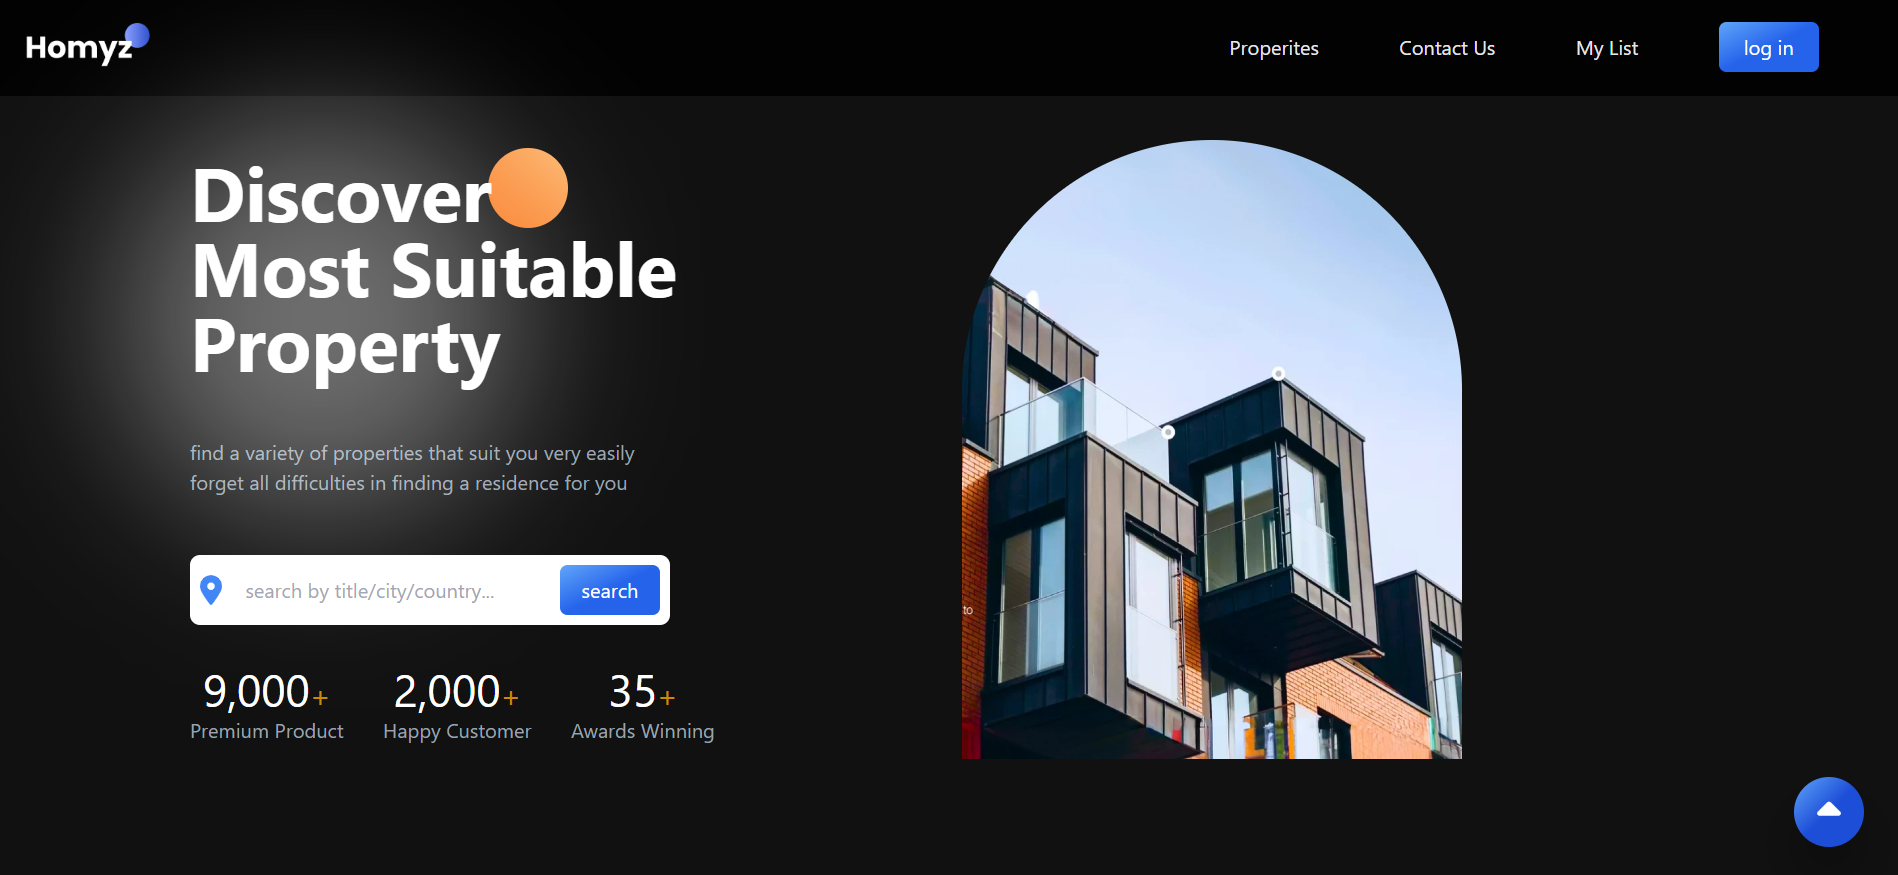 Homyz
Properites
Contact Us
My List
log in
Discover
Most Suitable
Property
find a variety of properties that suit you very easily
forget all difficulties in finding a residence for you
search by title/city/country...
search
9,000+
2,000+
35+
Premium Product
Happy Customer
Awards Winning
to